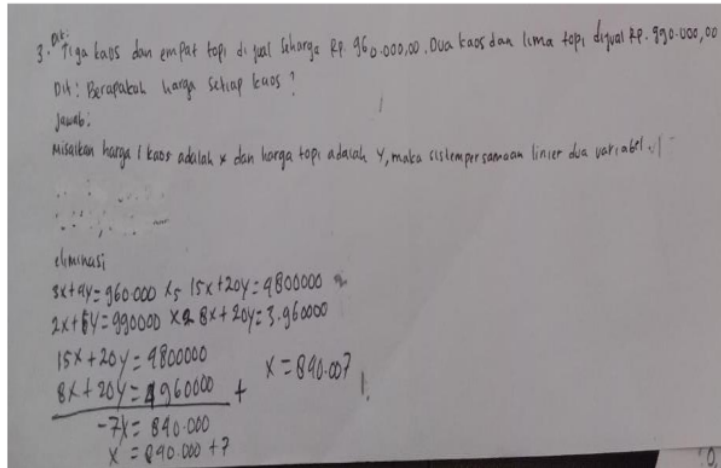 Dit:
3. Tiga kaos dan empat topi di jual seharga Rp. 960.000,00. Dua kaos dan lima topi dijual Rp. 990.000,00
Dit: Berapakah harga setiap kaos?
Jawab:
Misalkan harga 1 kaos adalah x dan harga topi adalah y, maka sistem persamaan linier dua variabel.
eliminasi
3x+4y=960.000 x5 15x+20y=4800000
2x+5y=990000 x4 8x+20y=3.960000
15x+20y=4800000
8x+20y=3960000 +
x=840.007
-7x=840.000
x=840.000+7